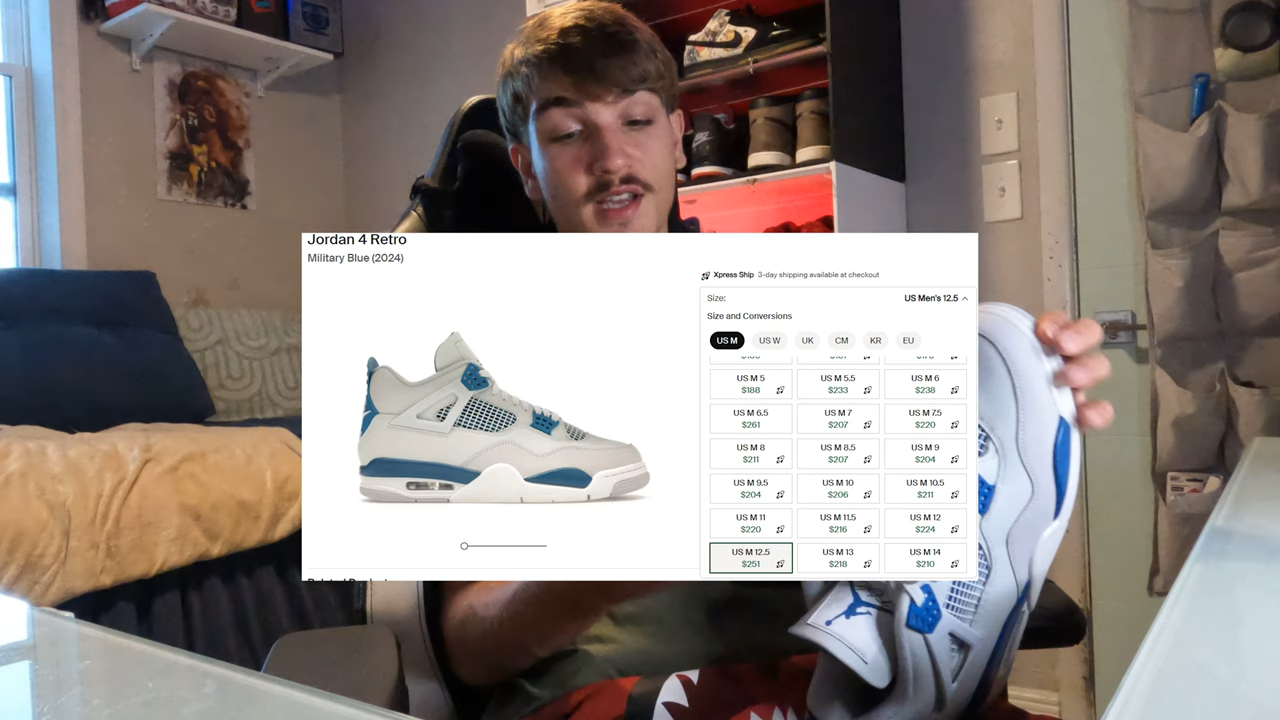 Jordan 4 Retro
Military Blue (2024)
Xpress Ship 3-day shipping available at checkout
Size: US Men's 12.5
Size and Conversions
US M US W UK CM KR EU
US M 5 US M 5.5 US M 6
$188 $233 $238
US M 6.5 US M 7 US M 7.5
$261 $207 $220
US M 8 US M 8.5 US M 9
$211 $207 $204
US M 9.5 US M 10 US M 10.5
$204 $206 $211
US M 11 US M 11.5 US M 12
$220 $216 $224
US M 12.5 US M 13 US M 14
$251 $218 $210